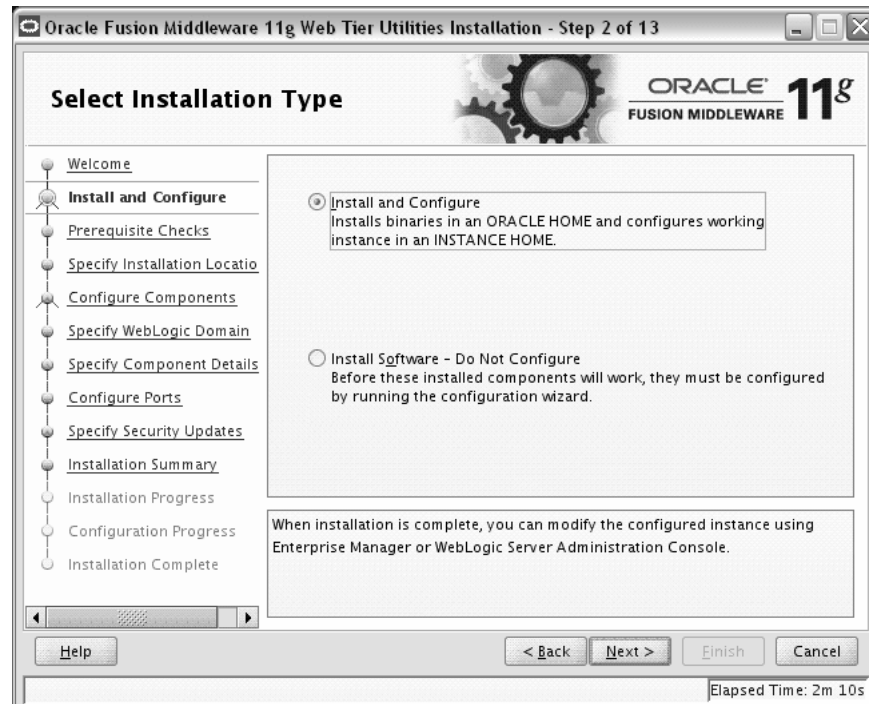 Oracle Fusion Middleware 11g Web Tier Utilities Installation - Step 2 of 13
Select Installation Type
ORACLE
FUSION MIDDLEWARE
11g
Welcome
Install and Configure
Prerequisite Checks
Specify Installation Locatio
Configure Components
Specify WebLogic Domain
Specify Component Details
Configure Ports
Specify Security Updates
Installation Summary
Installation Progress
Configuration Progress
Installation Complete
Install and Configure
Installs binaries in an ORACLE HOME and configures working
instance in an INSTANCE HOME.
Install Software - Do Not Configure
Before these installed components will work, they must be configured
by running the configuration wizard.
When installation is complete, you can modify the configured instance using
Enterprise Manager or WebLogic Server Administration Console.
Help
< Back
Next >
Finish
Cancel
Elapsed Time: 2m 10s